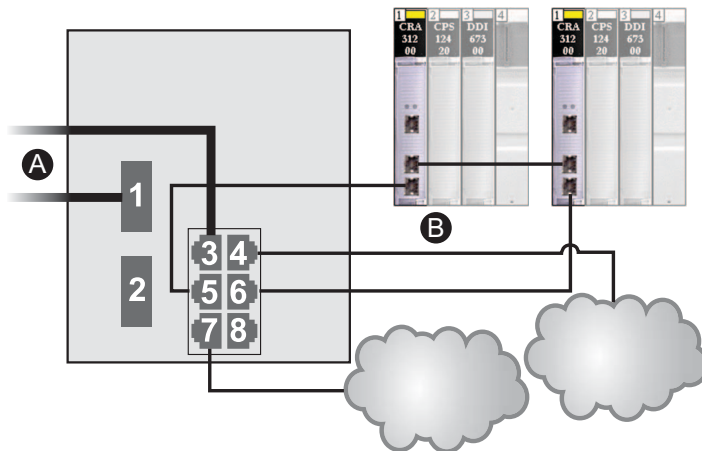 1 2 3 4
CRA CPS DDI
312 124 673
00 20 00
1 2 3 4
CRA CPS DDI
312 124 673
00 20 00
A
1
B
3 4
2
5 6
7 8